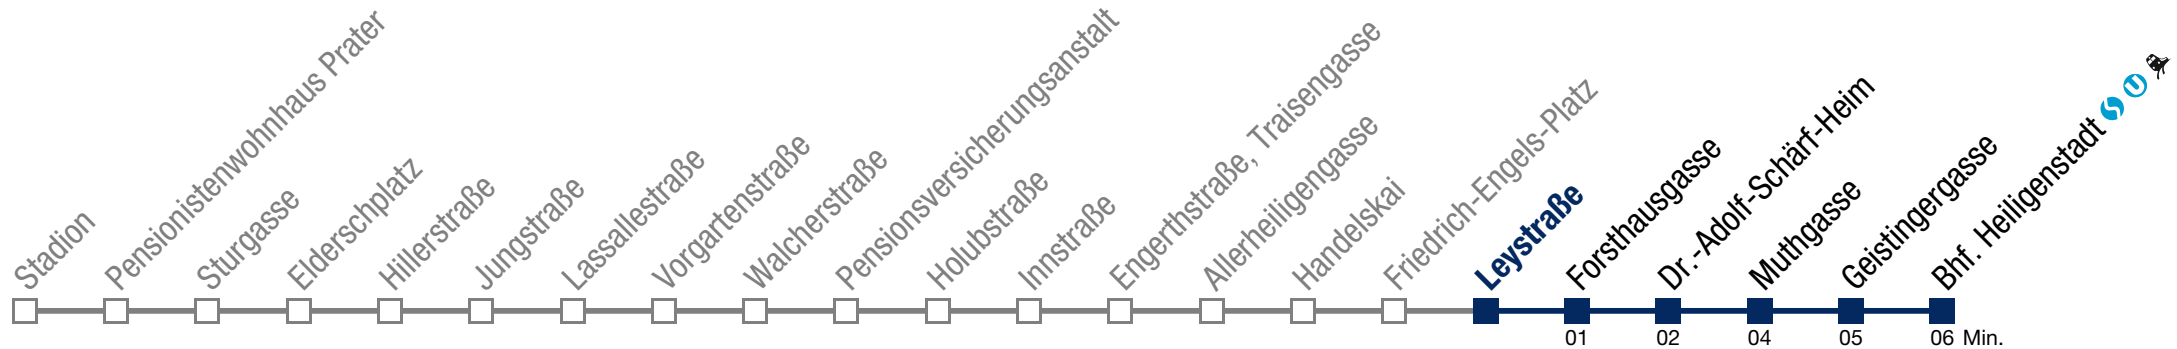 Stadion
Pensionistenwohnhaus Prater
Sturgasse
Elderschplatz
Hillerstraße
Jungstraße
Lassallestraße
Vorgartenstraße
Walcherstraße
Pensionsversicherungsanstalt
Holubstraße
Innstraße
Engerthstraße, Traisengasse
Allerheiligengasse
Handelskai
Friedrich-Engels-Platz
Leystraße
Forsthausgasse
Dr.-Adolf-Schärf-Heim
Muthgasse
Geistingergasse
Bhf. Heiligenstadt S U
01 02 04 05 06 Min.